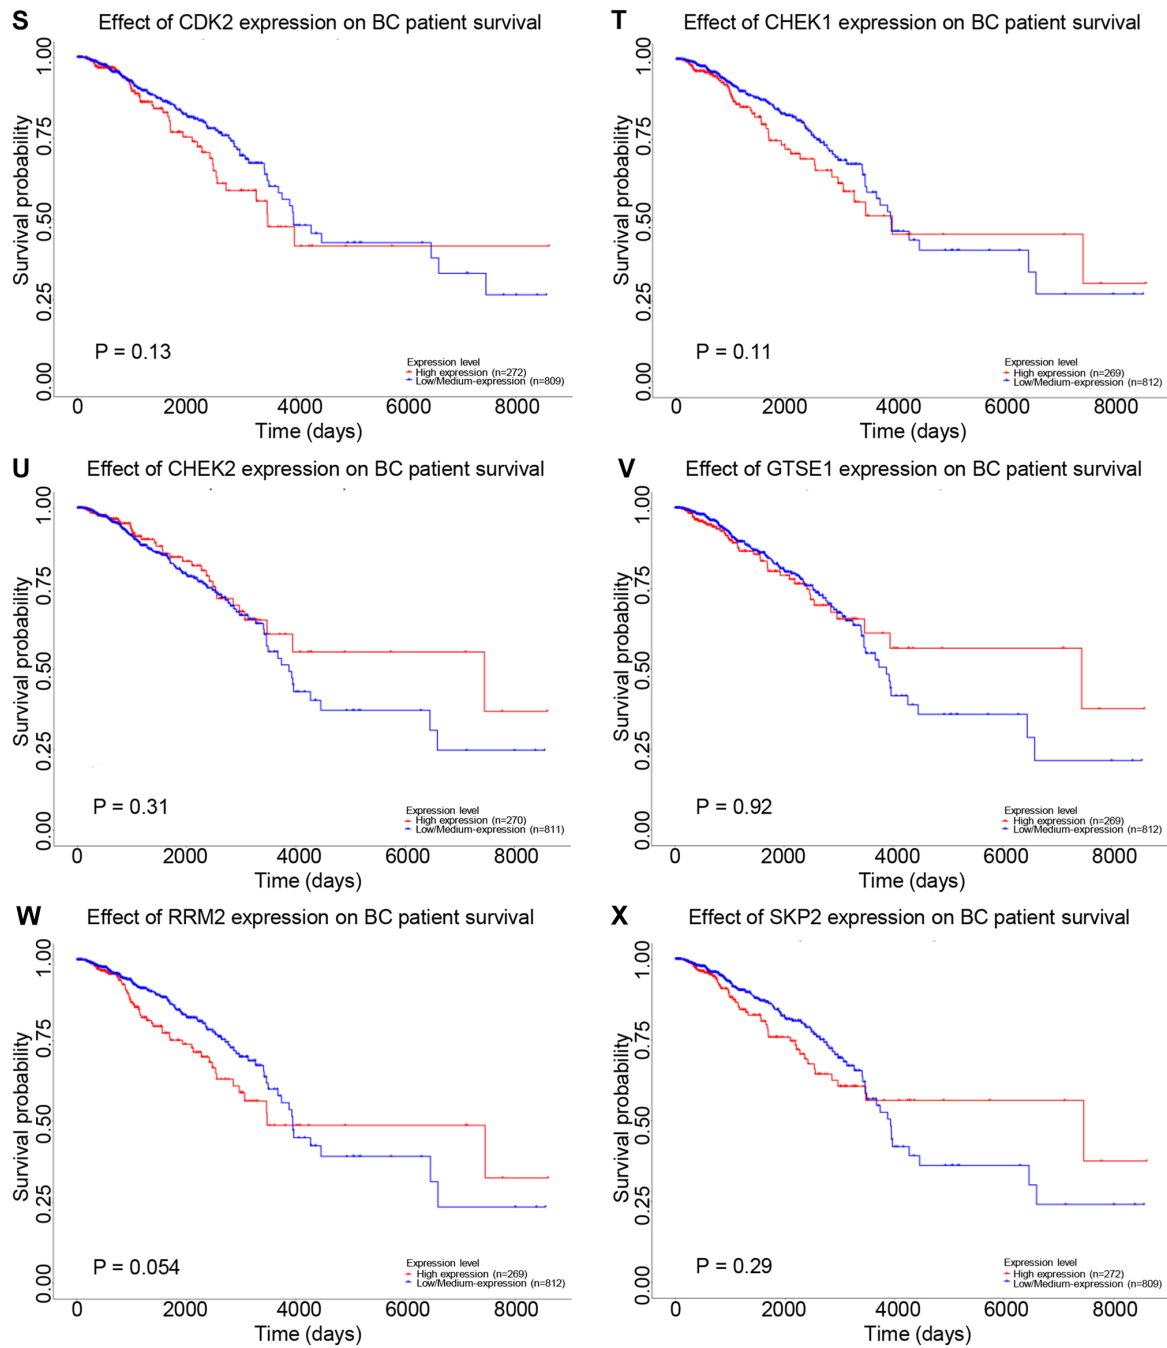 S
Effect of CDK2 expression on BC patient survival
Survival probability
1.00
0.75
0.50
0.25
0.00
P = 0.13
Expression level
High expression (n=272)
Low/Medium-expression (n=809)
0 2000 4000 6000 8000
Time (days)
T
Effect of CHEK1 expression on BC patient survival
Survival probability
1.00
0.75
0.50
0.25
0.00
P = 0.11
Expression level
High expression (n=269)
Low/Medium-expression (n=812)
0 2000 4000 6000 8000
Time (days)
U
Effect of CHEK2 expression on BC patient survival
Survival probability
1.00
0.75
0.50
0.25
0.00
P = 0.31
Expression level
High expression (n=270)
Low/Medium-expression (n=811)
0 2000 4000 6000 8000
Time (days)
V
Effect of GTSE1 expression on BC patient survival
Survival probability
1.00
0.75
0.50
0.25
0.00
P = 0.92
Expression level
High expression (n=269)
Low/Medium-expression (n=812)
0 2000 4000 6000 8000
Time (days)
W
Effect of RRM2 expression on BC patient survival
Survival probability
1.00
0.75
0.50
0.25
0.00
P = 0.054
Expression level
High expression (n=269)
Low/Medium-expression (n=812)
0 2000 4000 6000 8000
Time (days)
X
Effect of SKP2 expression on BC patient survival
Survival probability
1.00
0.75
0.50
0.25
0.00
P = 0.29
Expression level
High expression (n=272)
Low/Medium-expression (n=809)
0 2000 4000 6000 8000
Time (days)